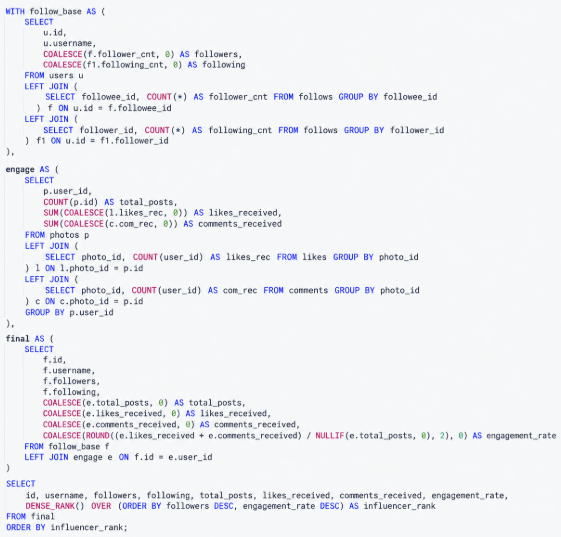 WITH follow_base AS (
SELECT
u.id,
u.username,
COALESCE(f.follower_cnt, 0) AS followers,
COALESCE(f1.following_cnt, 0) AS following
FROM users u
LEFT JOIN (
SELECT followee_id, COUNT(*) AS follower_cnt FROM follows GROUP BY followee_id
) f ON u.id = f.followee_id
LEFT JOIN (
SELECT follower_id, COUNT(*) AS following_cnt FROM follows GROUP BY follower_id
) f1 ON u.id = f1.follower_id
),
engage AS (
SELECT
p.user_id,
COUNT(p.id) AS total_posts,
SUM(COALESCE(l.likes_rec, 0)) AS likes_received,
SUM(COALESCE(c.com_rec, 0)) AS comments_received
FROM photos p
LEFT JOIN (
SELECT photo_id, COUNT(user_id) AS likes_rec FROM likes GROUP BY photo_id
) l ON l.photo_id = p.id
LEFT JOIN (
SELECT photo_id, COUNT(user_id) AS com_rec FROM comments GROUP BY photo_id
) c ON c.photo_id = p.id
GROUP BY p.user_id
),
final AS (
SELECT
f.id,
f.username,
f.followers,
f.following,
COALESCE(e.total_posts, 0) AS total_posts,
COALESCE(e.likes_received, 0) AS likes_received,
COALESCE(e.comments_received, 0) AS comments_received,
COALESCE(ROUND((e.likes_received + e.comments_received) / NULLIF(e.total_posts, 0), 2), 0) AS engagement_rate
FROM follow_base f
LEFT JOIN engage e ON f.id = e.user_id
)
SELECT
id, username, followers, following, total_posts, likes_received, comments_received, engagement_rate,
DENSE_RANK() OVER (ORDER BY followers DESC, engagement_rate DESC) AS influencer_rank
FROM final
ORDER BY influencer_rank;